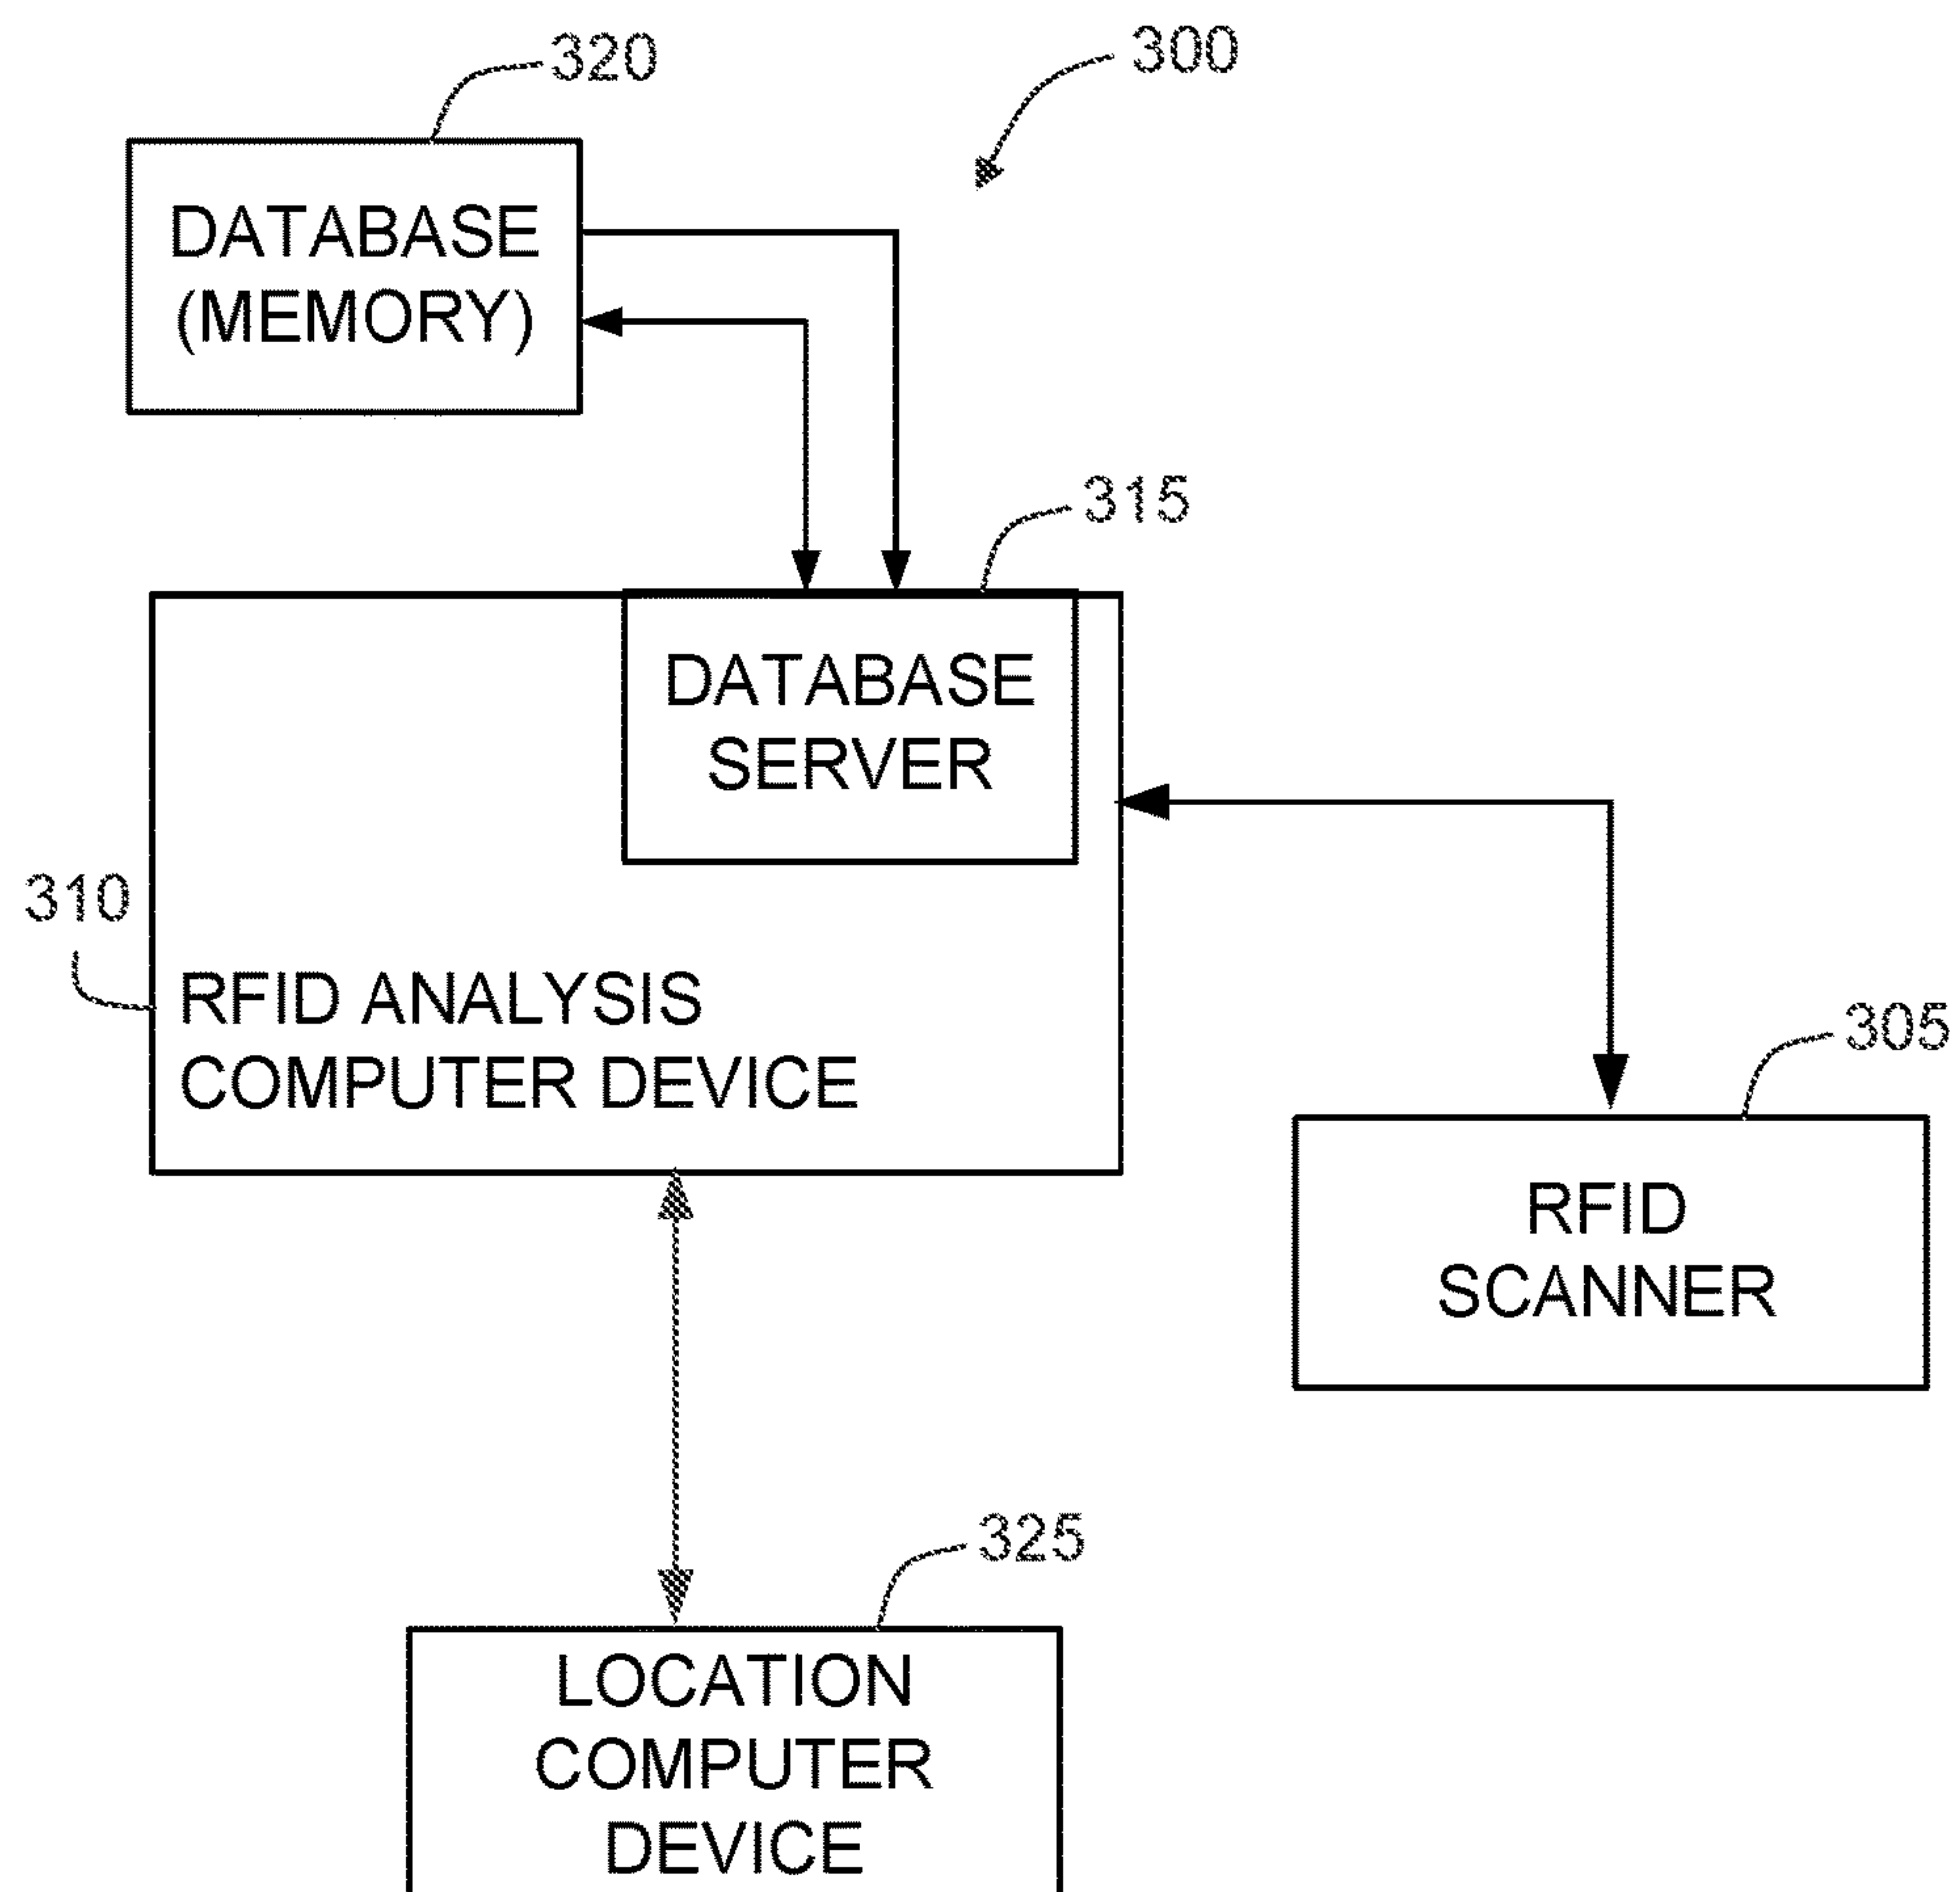 320
300
DATABASE
(MEMORY)
315
DATABASE
SERVER
310
RFID ANALYSIS
COMPUTER DEVICE
305
RFID
SCANNER
325
LOCATION
COMPUTER
DEVICE